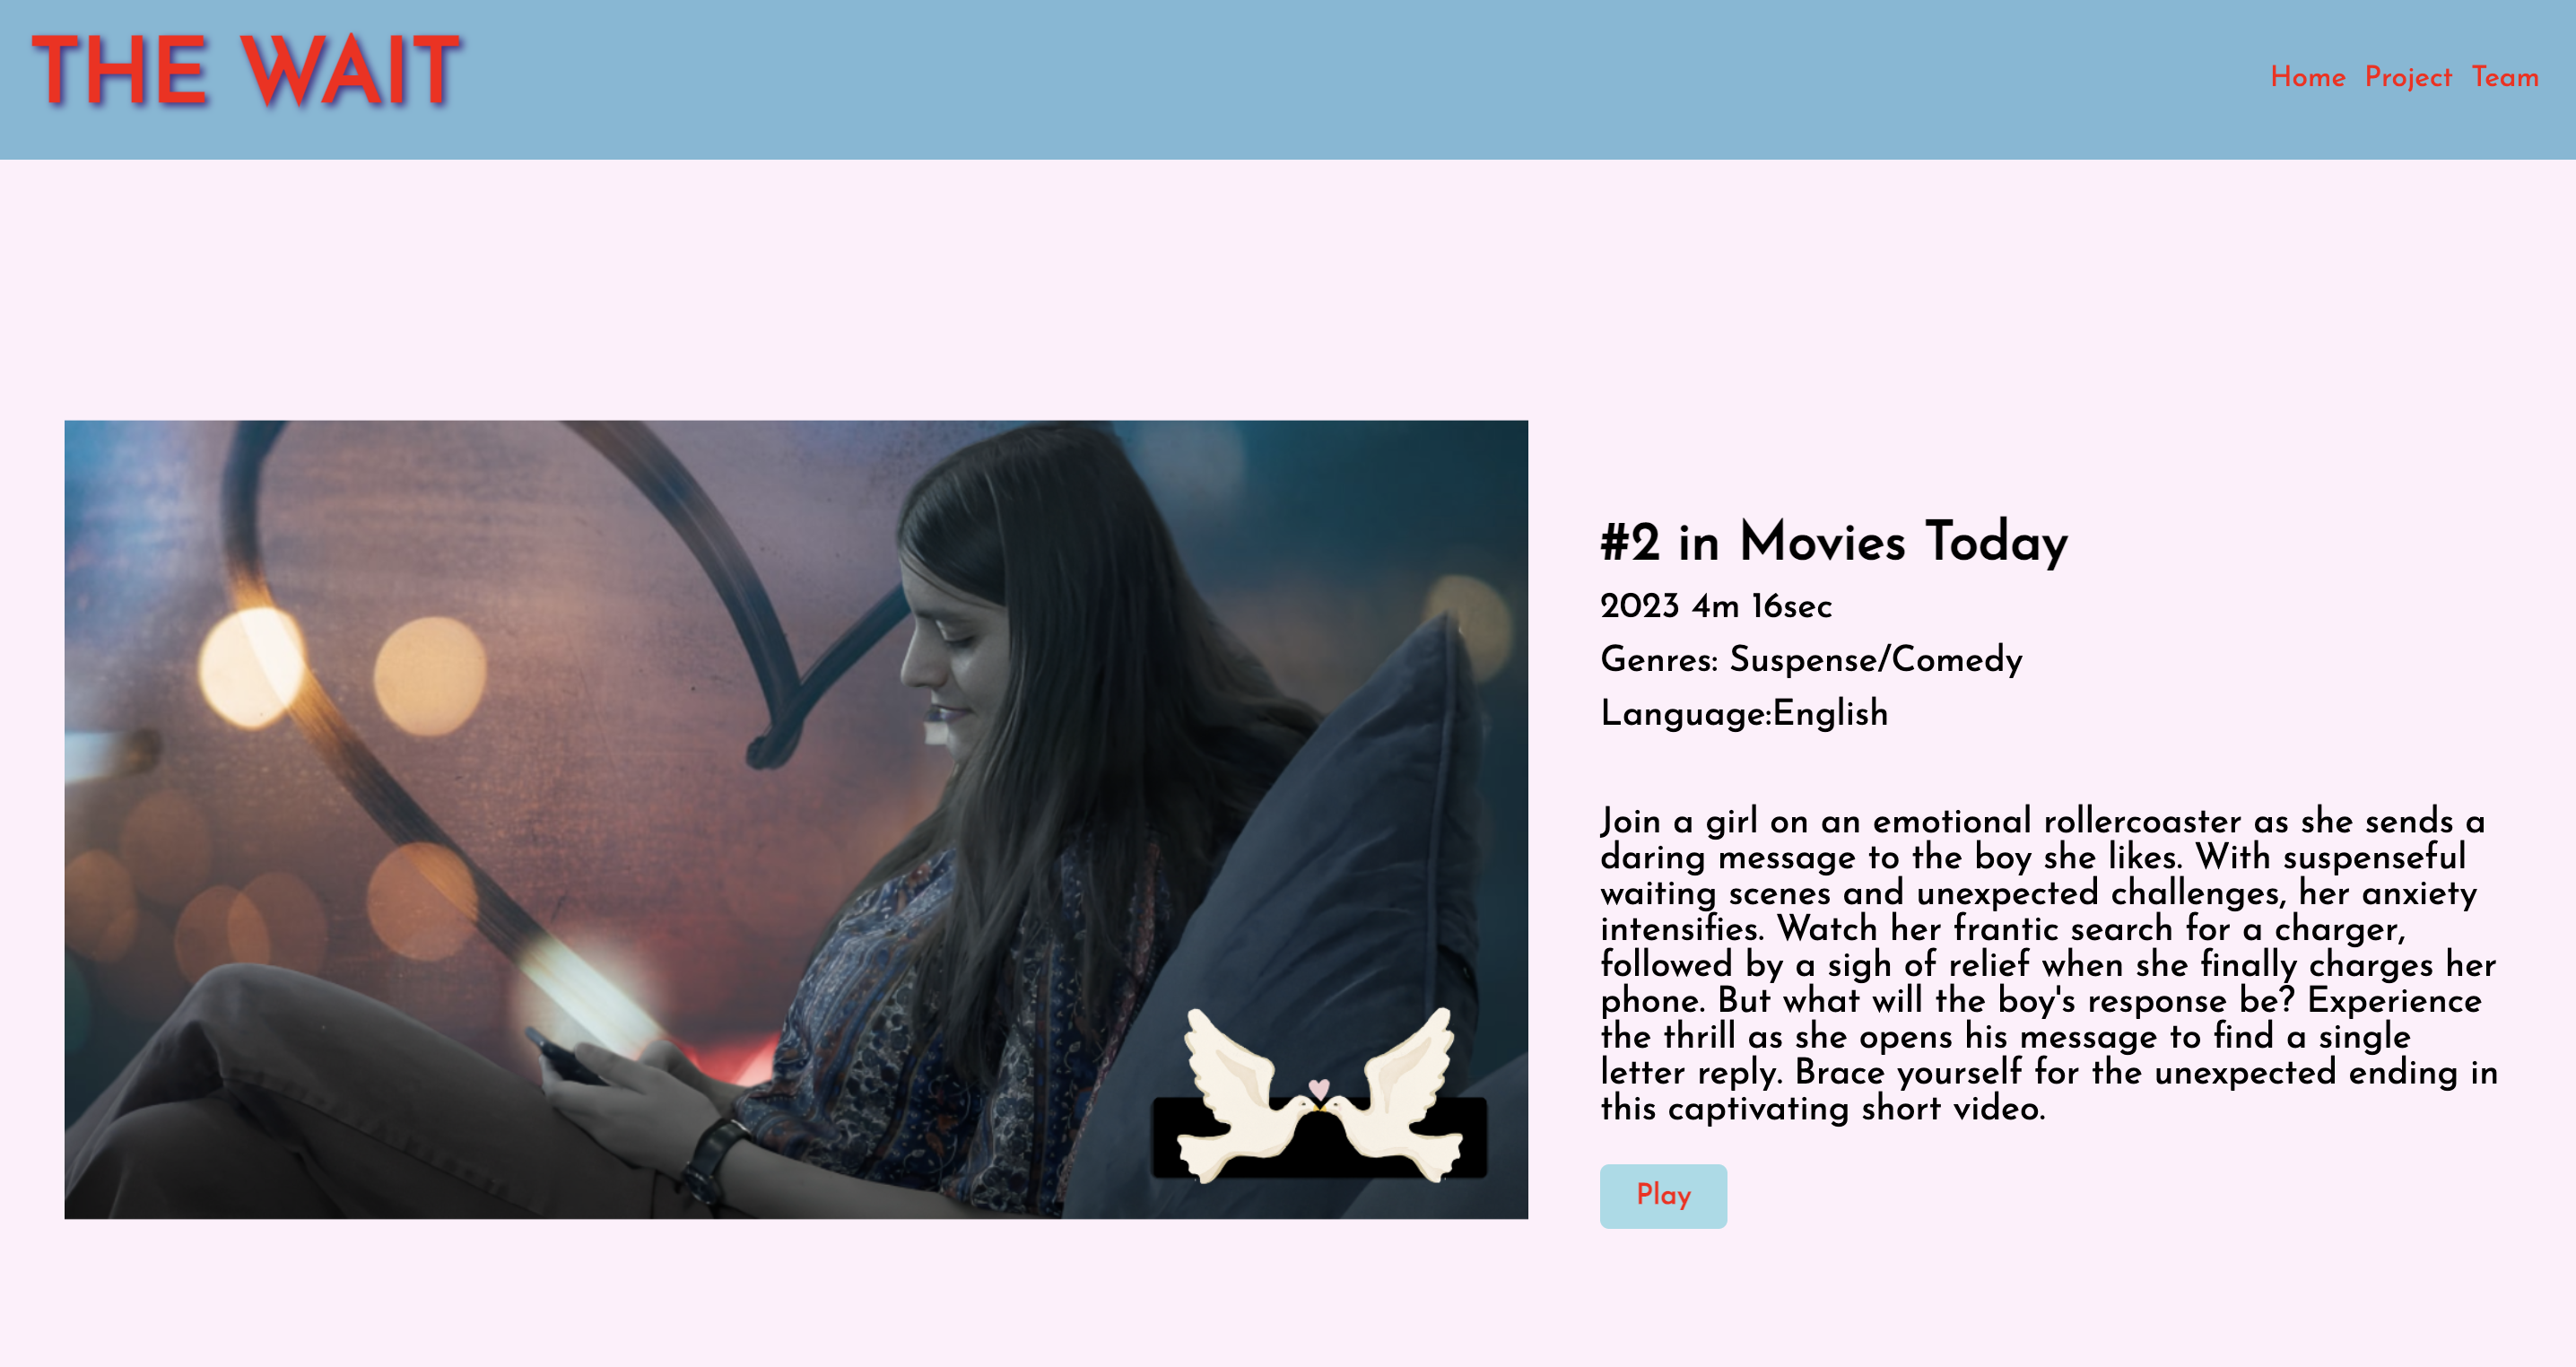 THE WAIT
Home Project Team
#2 in Movies Today
2023 4m 16sec
Genres: Suspense/Comedy
Language:English
Join a girl on an emotional rollercoaster as she sends a
daring message to the boy she likes. With suspenseful
waiting scenes and unexpected challenges, her anxiety
intensifies. Watch her frantic search for a charger,
followed by a sigh of relief when she finally charges her
phone. But what will the boy's response be? Experience
the thrill as she opens his message to find a single
letter reply. Brace yourself for the unexpected ending in
this captivating short video.
Play